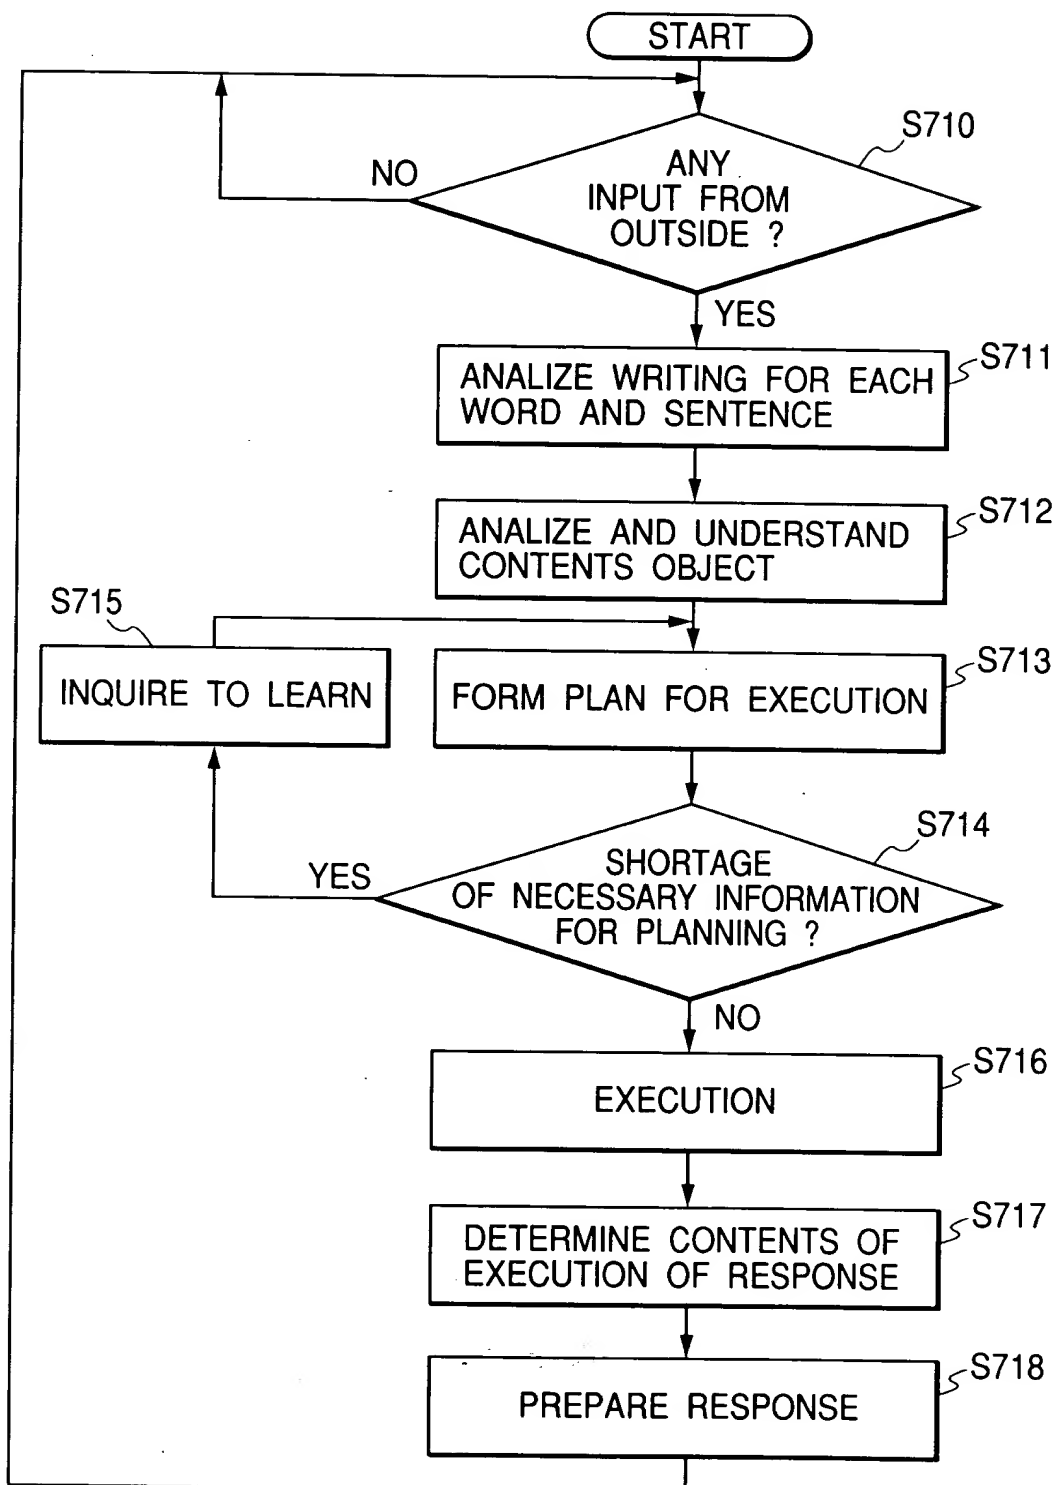 START
S710
NO
ANY
INPUT FROM
OUTSIDE ?
YES
S711
ANALIZE WRITING FOR EACH
WORD AND SENTENCE
S712
ANALIZE AND UNDERSTAND
CONTENTS OBJECT
S715
INQUIRE TO LEARN
S713
FORM PLAN FOR EXECUTION
S714
YES
SHORTAGE
OF NECESSARY INFORMATION
FOR PLANNING ?
NO
S716
EXECUTION
S717
DETERMINE CONTENTS OF
EXECUTION OF RESPONSE
S718
PREPARE RESPONSE